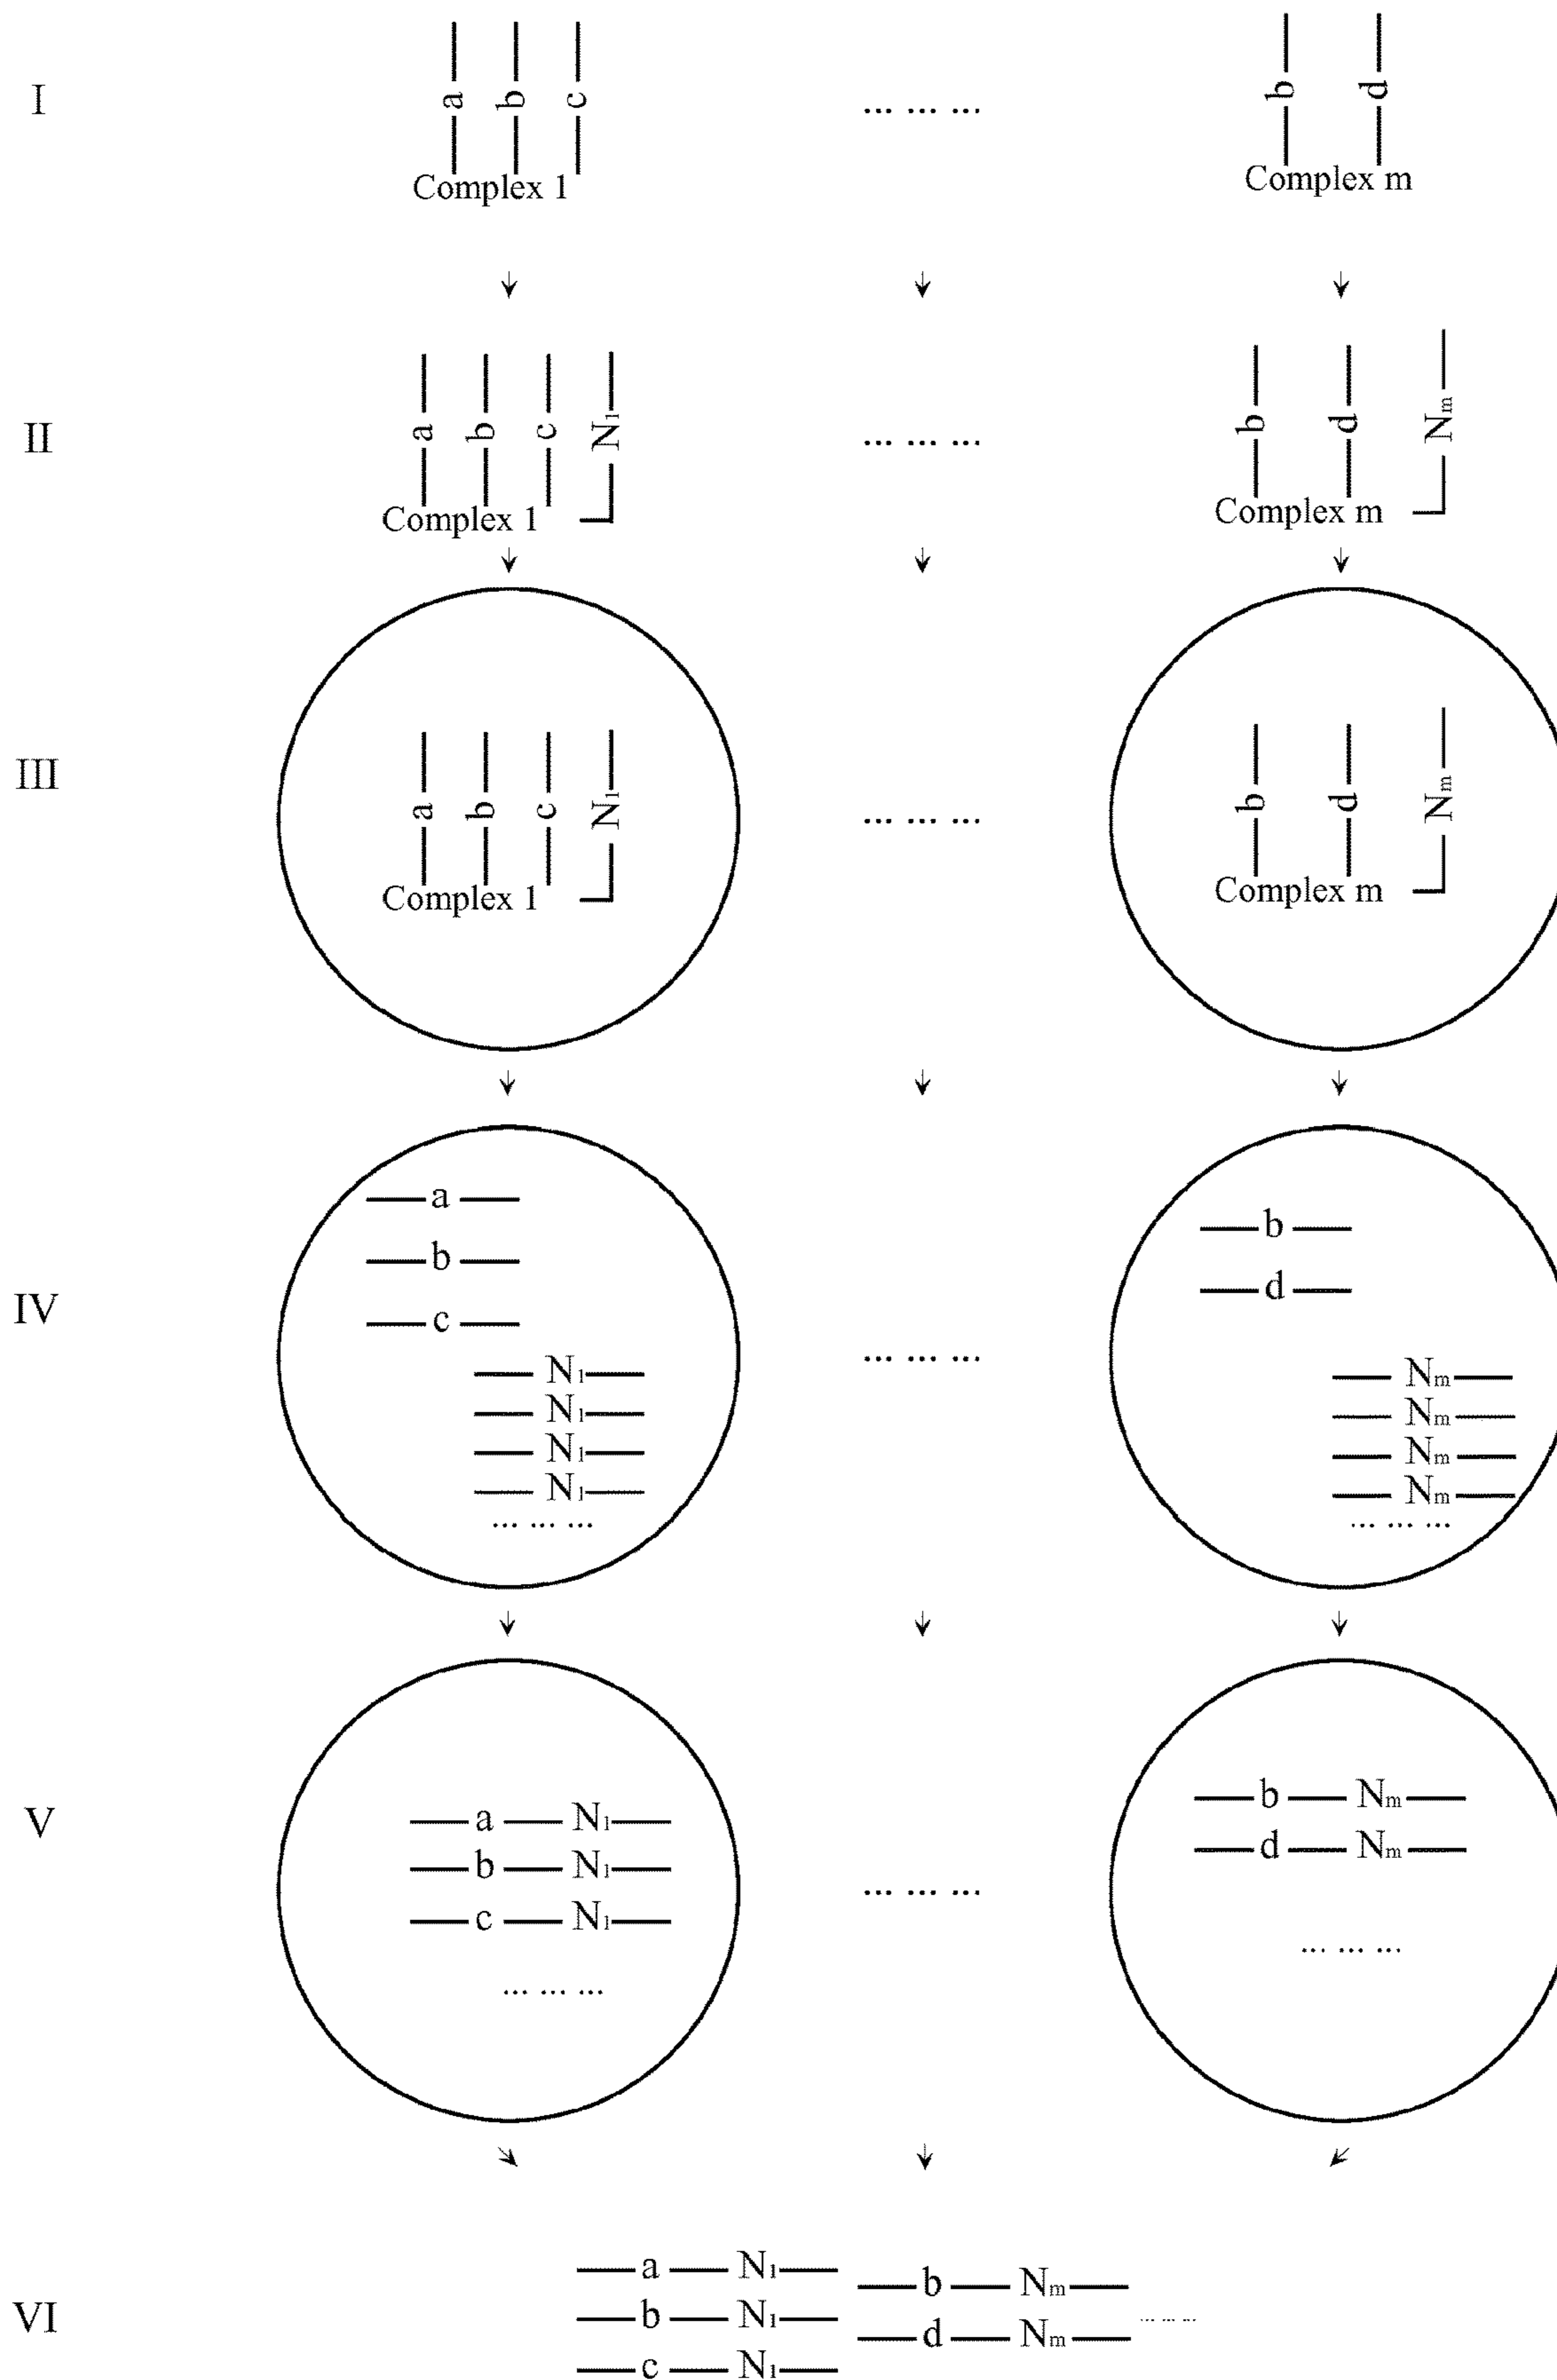 I
a b c ... ... ... b d
Complex 1 Complex m
II
a b c N1 ... ... ... b d Nm
Complex 1 Complex m
III
a b c N1 ... ... ... b d Nm
Complex 1 Complex m
IV
a b
b d
c
N1 ... ... ... Nm
N1 Nm
N1 Nm
N1 Nm
... ... ... ... ... ...
V
a N1 b Nm
b N1 d Nm
c N1 ... ... ...
... ... ... ... ... ...
VI
a N1 b Nm
b N1 d Nm ... ... ...
c N1